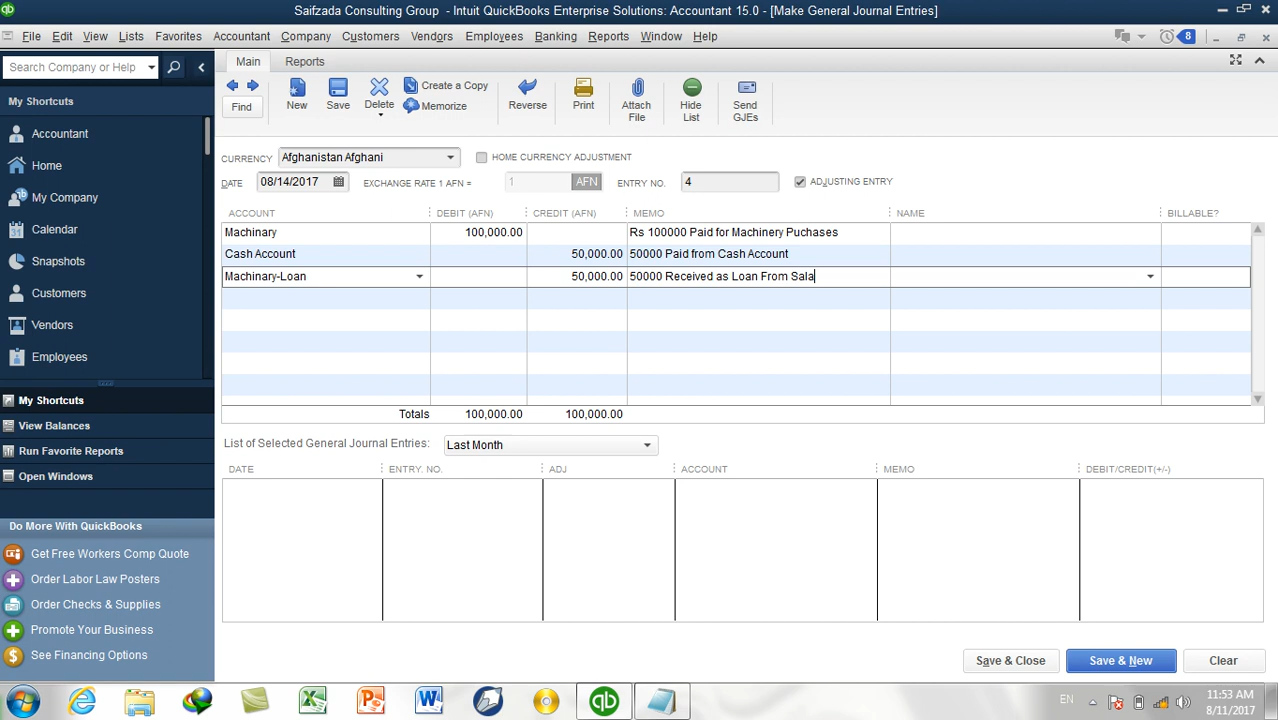 Saifzada Consulting Group - Intuit QuickBooks Enterprise Solutions: Accountant 15.0 - [Make General Journal Entries]
File Edit View Lists Favorites Accountant Company Customers Vendors Employees Banking Reports Window Help 8
Search Company or Help
Main Reports
My Shortcuts
Accountant
Home
My Company
Calendar
Snapshots
Customers
Vendors
Employees
My Shortcuts
View Balances
Run Favorite Reports
Open Windows
Do More With QuickBooks
Get Free Workers Comp Quote
Order Labor Law Posters
Order Checks & Supplies
Promote Your Business
See Financing Options
Find New Save Delete Create a Copy Memorize Reverse Print Attach File Hide List Send GJEs
CURRENCY Afghanistan Afghani HOME CURRENCY ADJUSTMENT
DATE 08/14/2017 EXCHANGE RATE 1 AFN = 1 AFN ENTRY NO. 4 ADJUSTING ENTRY
ACCOUNT DEBIT (AFN) CREDIT (AFN) MEMO NAME BILLABLE?
Machinary 100,000.00 Rs 100000 Paid for Machinery Puchases
Cash Account 50,000.00 50000 Paid from Cash Account
Machinary-Loan 50,000.00 50000 Received as Loan From Sala
Totals 100,000.00 100,000.00
List of Selected General Journal Entries: Last Month
DATE ENTRY. NO. ADJ ACCOUNT MEMO DEBIT/CREDIT(+/-)
Save & Close Save & New Clear
EN 11:53 AM
8/11/2017